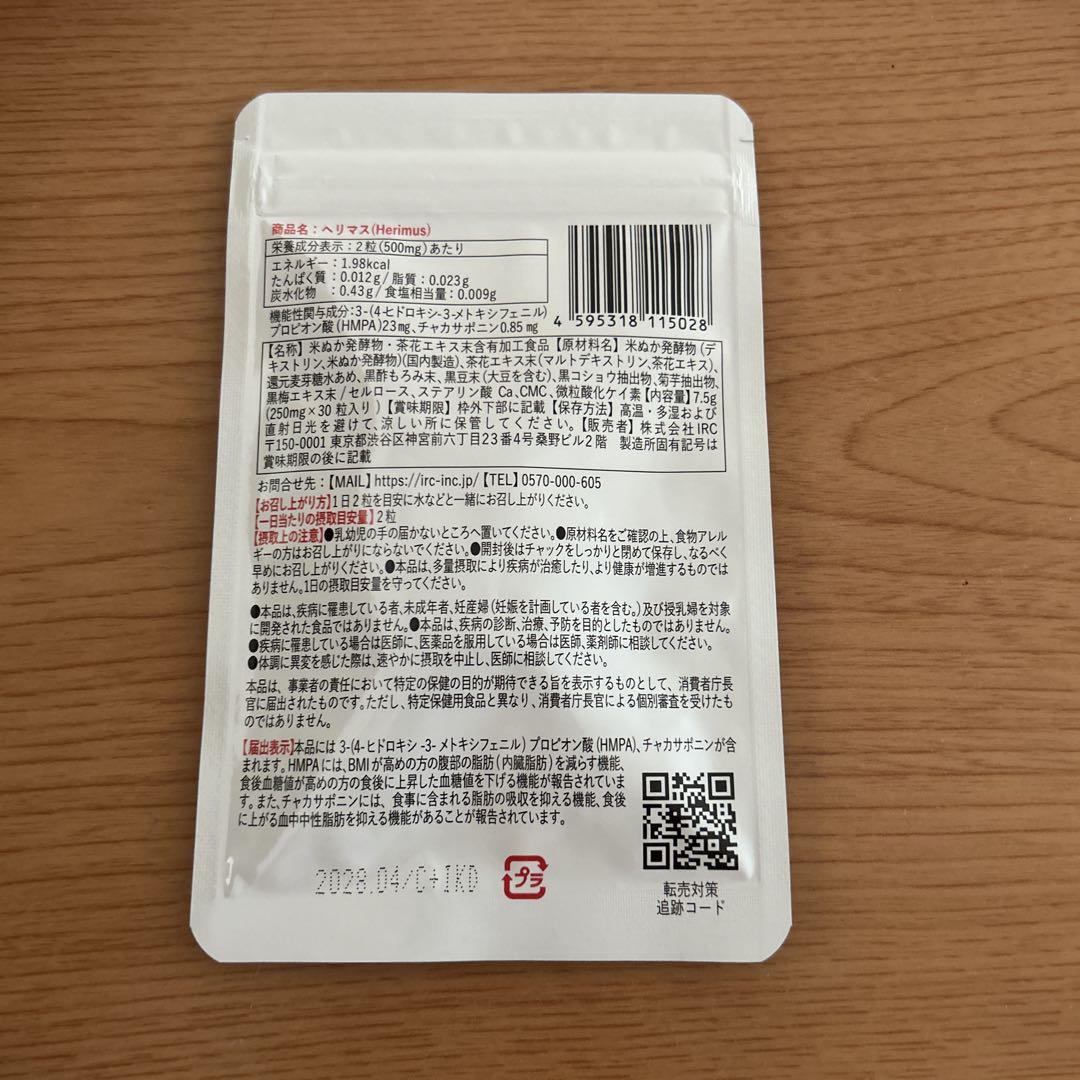 商品名：ヘリマス(Herimus)
栄養成分表示：2粒(500mg)あたり
エネルギー：1.98kcal
たんぱく質：0.012g/脂質：0.023g
炭水化物　：0.43g/食塩相当量：0.009g
機能性関与成分:3-(4-ヒドロキシ-3-メトキシフェニル)
プロピオン酸(HMPA)23mg、チャカサポニン0.85mg
4 595318 115028
【名称】米ぬか発酵物・茶花エキス末含有加工食品【原材料名】米ぬか発酵物(デ
キストリン、米ぬか発酵物)(国内製造)、茶花エキス末(マルトデキストリン、茶花エキス)、
還元麦芽糖水あめ、黒酢もろみ末、黒豆末(大豆を含む)、黒コショウ抽出物、菊芋抽出物、
黒梅エキス末/セルロース、ステアリン酸Ca、CMC、微粒酸化ケイ素【内容量】7.5g
(250mg×30粒入り)【賞味期限】枠外下部に記載【保存方法】高温・多湿および
直射日光を避けて、涼しい所に保管してください。【販売者】株式会社IRC
〒150-0001 東京都渋谷区神宮前六丁目23番4号桑野ビル2階　製造所固有記号は
賞味期限の後に記載
お問合せ先：【MAIL】https://irc-inc.jp/【TEL】0570-000-605
【お召し上がり方】1日2粒を目安に水などと一緒にお召し上がりください。
【一日当たりの摂取目安量】2粒
【摂取上の注意】●乳幼児の手の届かないところへ置いてください。●原材料名をご確認の上、食物アレル
ギーの方はお召し上がりにならないでください。●開封後はチャックをしっかりと閉めて保存し、なるべく
早めにお召し上がりください。●本品は、多量摂取により疾病が治癒したり、より健康が増進するものでは
ありません。1日の摂取目安量を守ってください。
●本品は、疾病に罹患している者、未成年者、妊産婦(妊娠を計画している者を含む。)及び授乳婦を対象
に開発された食品ではありません。●本品は、疾病の診断、治療、予防を目的としたものではありません。
●疾病に罹患している場合は医師に、医薬品を服用している場合は医師、薬剤師に相談してください。
●体調に異変を感じた際は、速やかに摂取を中止し、医師に相談してください。
本品は、事業者の責任において特定の保健の目的が期待できる旨を表示するものとして、消費者庁長
官に届出されたものです。ただし、特定保健用食品と異なり、消費者庁長官による個別審査を受けたも
のではありません。
【届出表示】本品には3-(4-ヒドロキシ-3-メトキシフェニル)プロピオン酸(HMPA)、チャカサポニンが含
まれます。HMPAには、BMIが高めの方の腹部の脂肪(内臓脂肪)を減らす機能、
食後血糖値が高めの方の食後に上昇した血糖値を下げる機能が報告されていま
す。また、チャカサポニンには、食事に含まれる脂肪の吸収を抑える機能、食後
に上がる血中中性脂肪を抑える機能があることが報告されています。
2028.04/C+IKD
プラ
転売対策
追跡コード